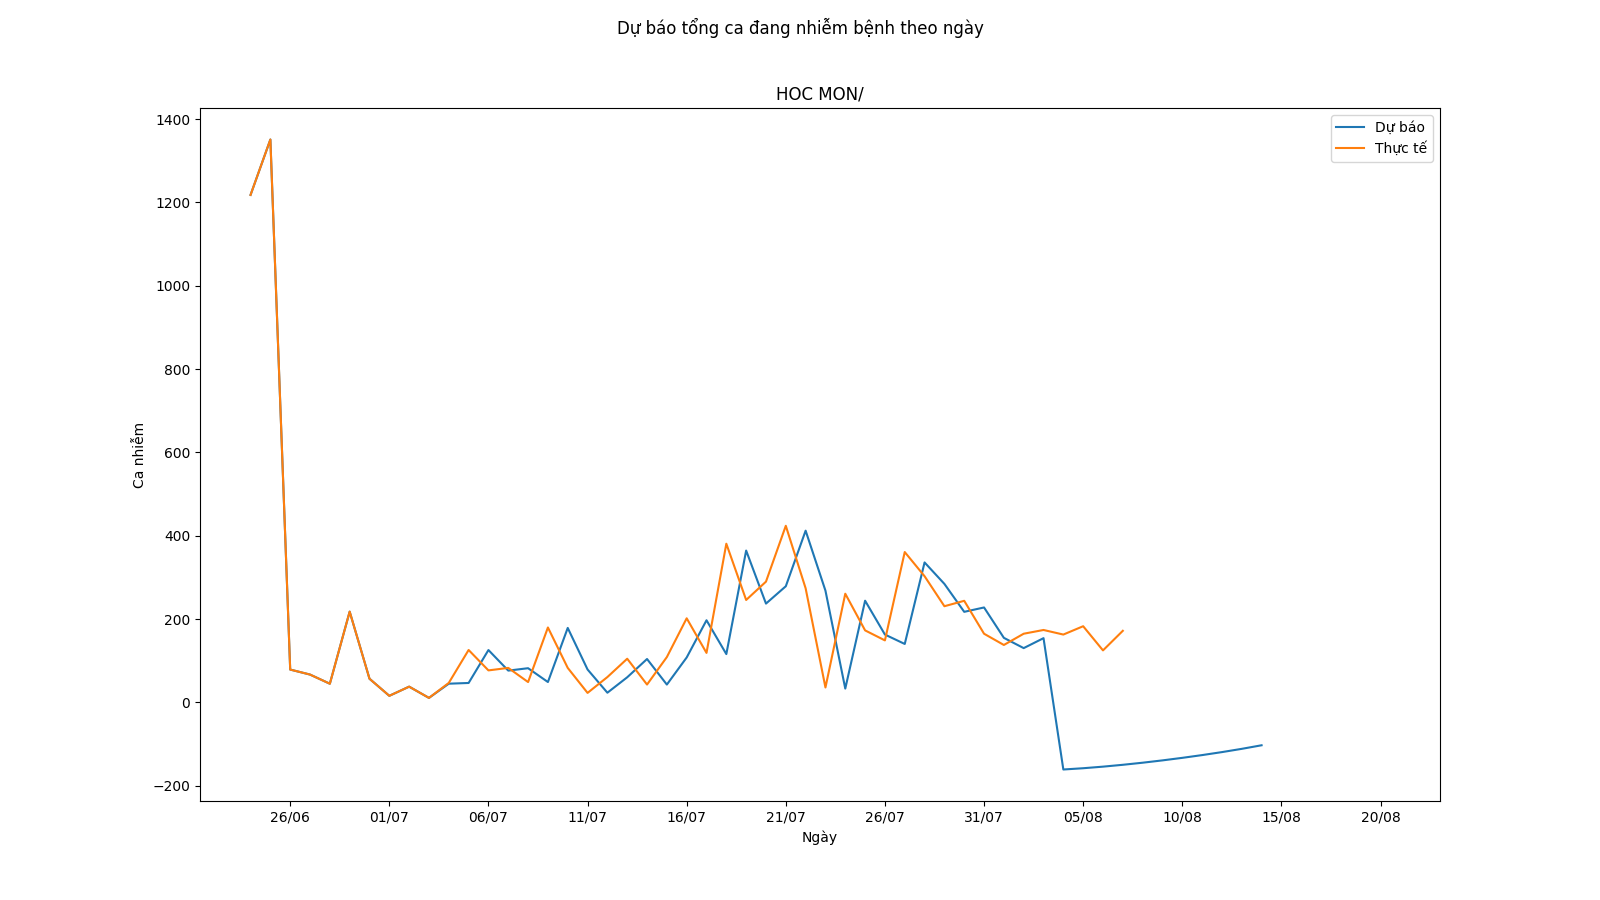 Dự báo tổng ca đang nhiễm bệnh theo ngày
HOC MON/
Dự báo
Thực tế
1400
1200
1000
800
600
400
200
0
−200
Ca nhiễm
26/06 01/07 06/07 11/07 16/07 21/07 26/07 31/07 05/08 10/08 15/08 20/08
Ngày